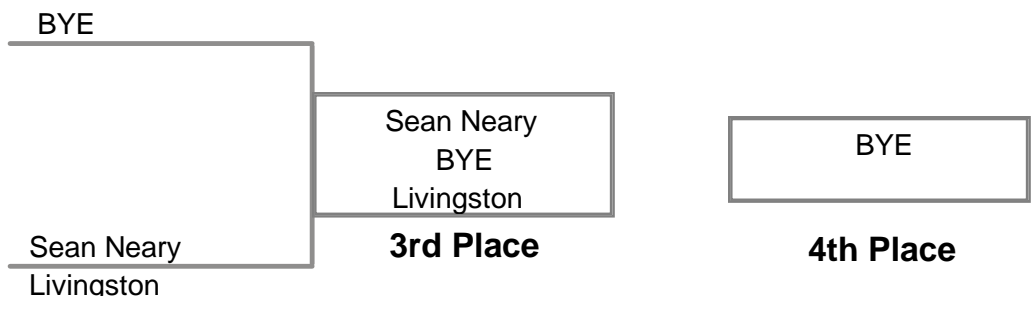 BYE
Sean Neary
BYE
Livingston
BYE
3rd Place
4th Place
Sean Neary
Livingston